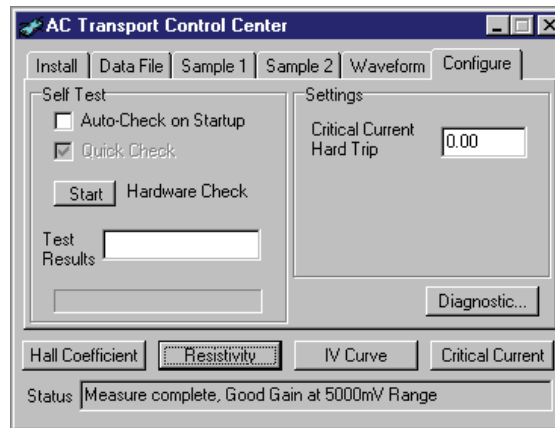 AC Transport Control Center
Install Data File Sample 1 Sample 2 Waveform Configure
Self Test
Auto-Check on Startup
Quick Check
Start Hardware Check
Test
Results
Settings
Critical Current
Hard Trip
0.00
Diagnostic...
Hall Coefficient Resistivity IV Curve Critical Current
Status Measure complete, Good Gain at 5000mV Range